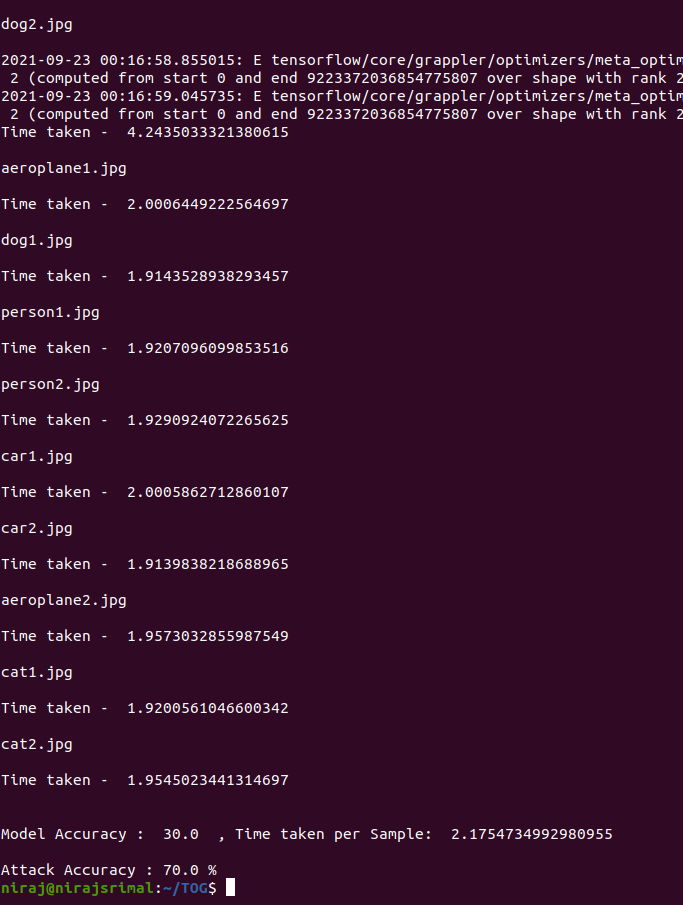 dog2.jpg
2021-09-23 00:16:58.855015: E tensorflow/core/grappler/optimizers/meta_optim
2 (computed from start 0 and end 9223372036854775807 over shape with rank 2
2021-09-23 00:16:59.045735: E tensorflow/core/grappler/optimizers/meta_optim
2 (computed from start 0 and end 9223372036854775807 over shape with rank 2
Time taken -  4.2435033321380615
aeroplane1.jpg
Time taken -  2.0006449222564697
dog1.jpg
Time taken -  1.9143528938293457
person1.jpg
Time taken -  1.9207096099853516
person2.jpg
Time taken -  1.9290924072265625
car1.jpg
Time taken -  2.0005862712860107
car2.jpg
Time taken -  1.9139838218688965
aeroplane2.jpg
Time taken -  1.9573032855987549
cat1.jpg
Time taken -  1.9200561046600342
cat2.jpg
Time taken -  1.9545023441314697
Model Accuracy :  30.0  , Time taken per Sample:  2.1754734992980955
Attack Accuracy : 70.0 %
niraj@nirajsrimal:~/TOG$